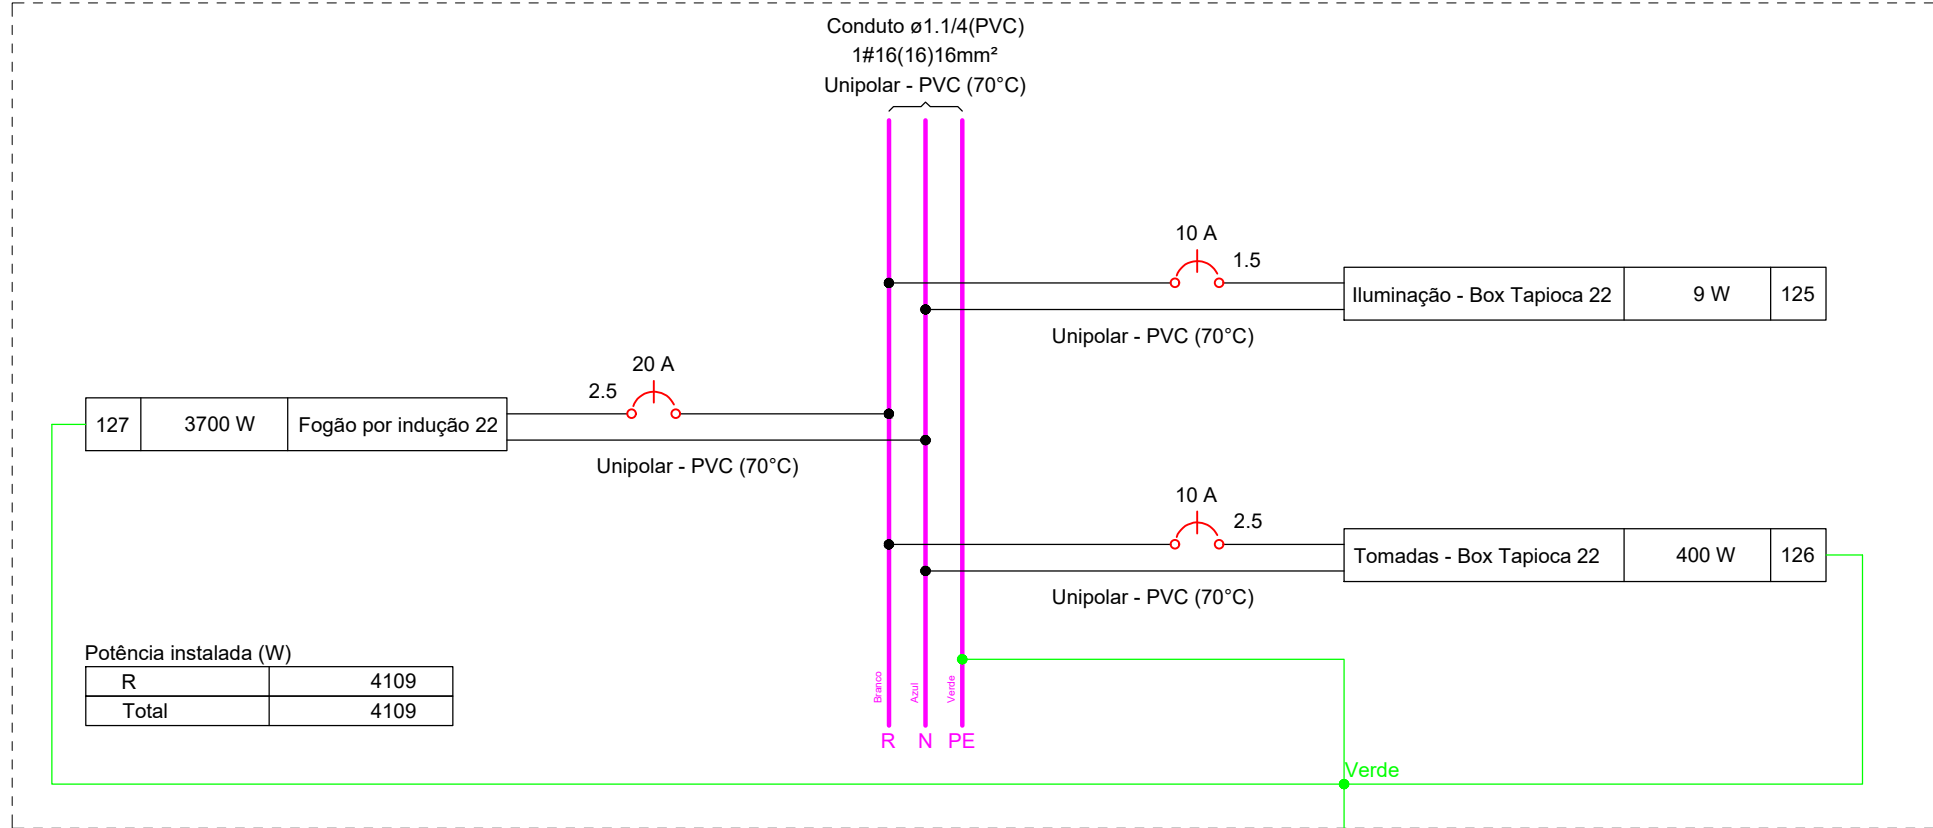 Conduto ø1.1/4(PVC)
1#16(16)16mm²
Unipolar - PVC (70°C)
10 A
1.5
Iluminação - Box Tapioca 22 9 W 125
Unipolar - PVC (70°C)
20 A
2.5
127 3700 W Fogão por indução 22
Unipolar - PVC (70°C)
10 A
2.5
Tomadas - Box Tapioca 22 400 W 126
Unipolar - PVC (70°C)
Potência instalada (W)
R 4109
Total 4109
Branco
Azul
Verde
R N PE
Verde